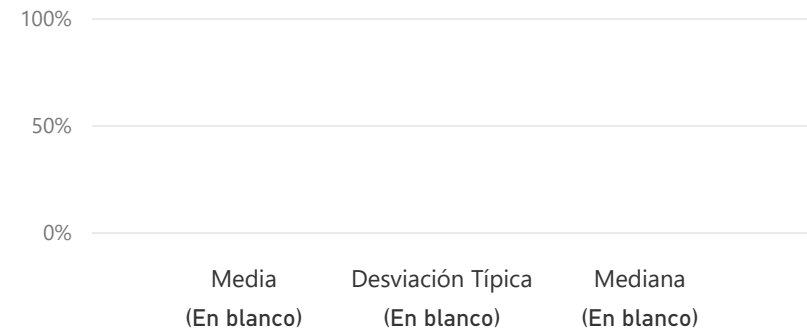 100%
50%
0%
Media Desviación Típica Mediana
(En blanco) (En blanco) (En blanco)